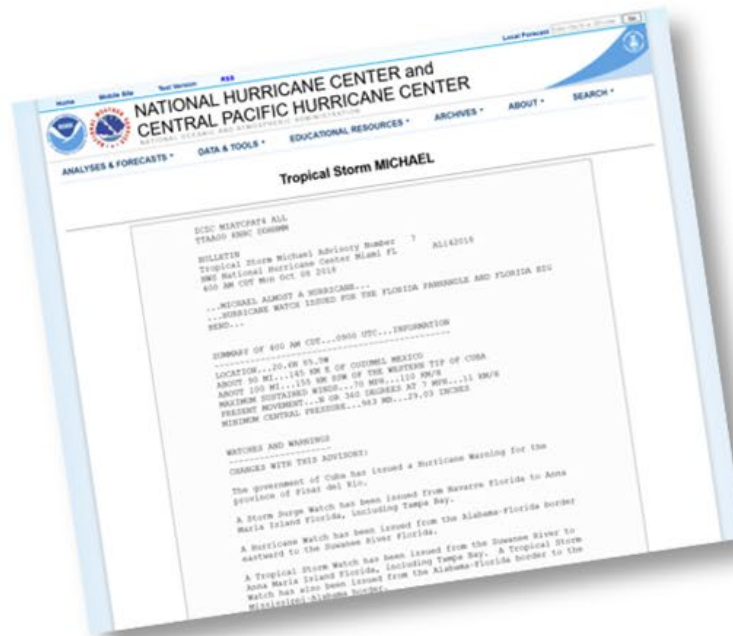 Home Mobile Site Text Version RSS Local Forecast
NATIONAL HURRICANE CENTER and
CENTRAL PACIFIC HURRICANE CENTER
NATIONAL OCEANIC AND ATMOSPHERIC ADMINISTRATION
ANALYSES & FORECASTS DATA & TOOLS EDUCATIONAL RESOURCES ARCHIVES ABOUT SEARCH
Tropical Storm MICHAEL
ZCZC MIATCPAT4 ALL
TTAA00 KNHC DDHHMM
BULLETIN
Tropical Storm Michael Advisory Number 7
NWS National Hurricane Center Miami FL AL142018
400 AM CDT Mon Oct 08 2018
...MICHAEL ALMOST A HURRICANE...
...HURRICANE WATCH ISSUED FOR THE FLORIDA PANHANDLE AND FLORIDA BIG
BEND...
SUMMARY OF 400 AM CDT...0900 UTC...INFORMATION
----------------------------------------------
LOCATION...20.6N 85.5W
ABOUT 90 MI...145 KM E OF COZUMEL MEXICO
ABOUT 100 MI...155 KM SSW OF THE WESTERN TIP OF CUBA
MAXIMUM SUSTAINED WINDS...70 MPH...110 KM/H
PRESENT MOVEMENT...N OR 360 DEGREES AT 7 MPH...11 KM/H
MINIMUM CENTRAL PRESSURE...983 MB...29.03 INCHES
WATCHES AND WARNINGS
--------------------
CHANGES WITH THIS ADVISORY:
The government of Cuba has issued a Hurricane Warning for the
province of Pinar del Rio.
A Storm Surge Watch has been issued from Navarre Florida to Anna
Maria Island Florida, including Tampa Bay.
A Hurricane Watch has been issued from the Alabama-Florida border
eastward to the Suwanee River Florida.
A Tropical Storm Watch has been issued from the Suwanee River to
Anna Maria Island Florida, including Tampa Bay. A Tropical Storm
Watch has also been issued from the Alabama-Florida border to the
Mississippi-Alabama border.